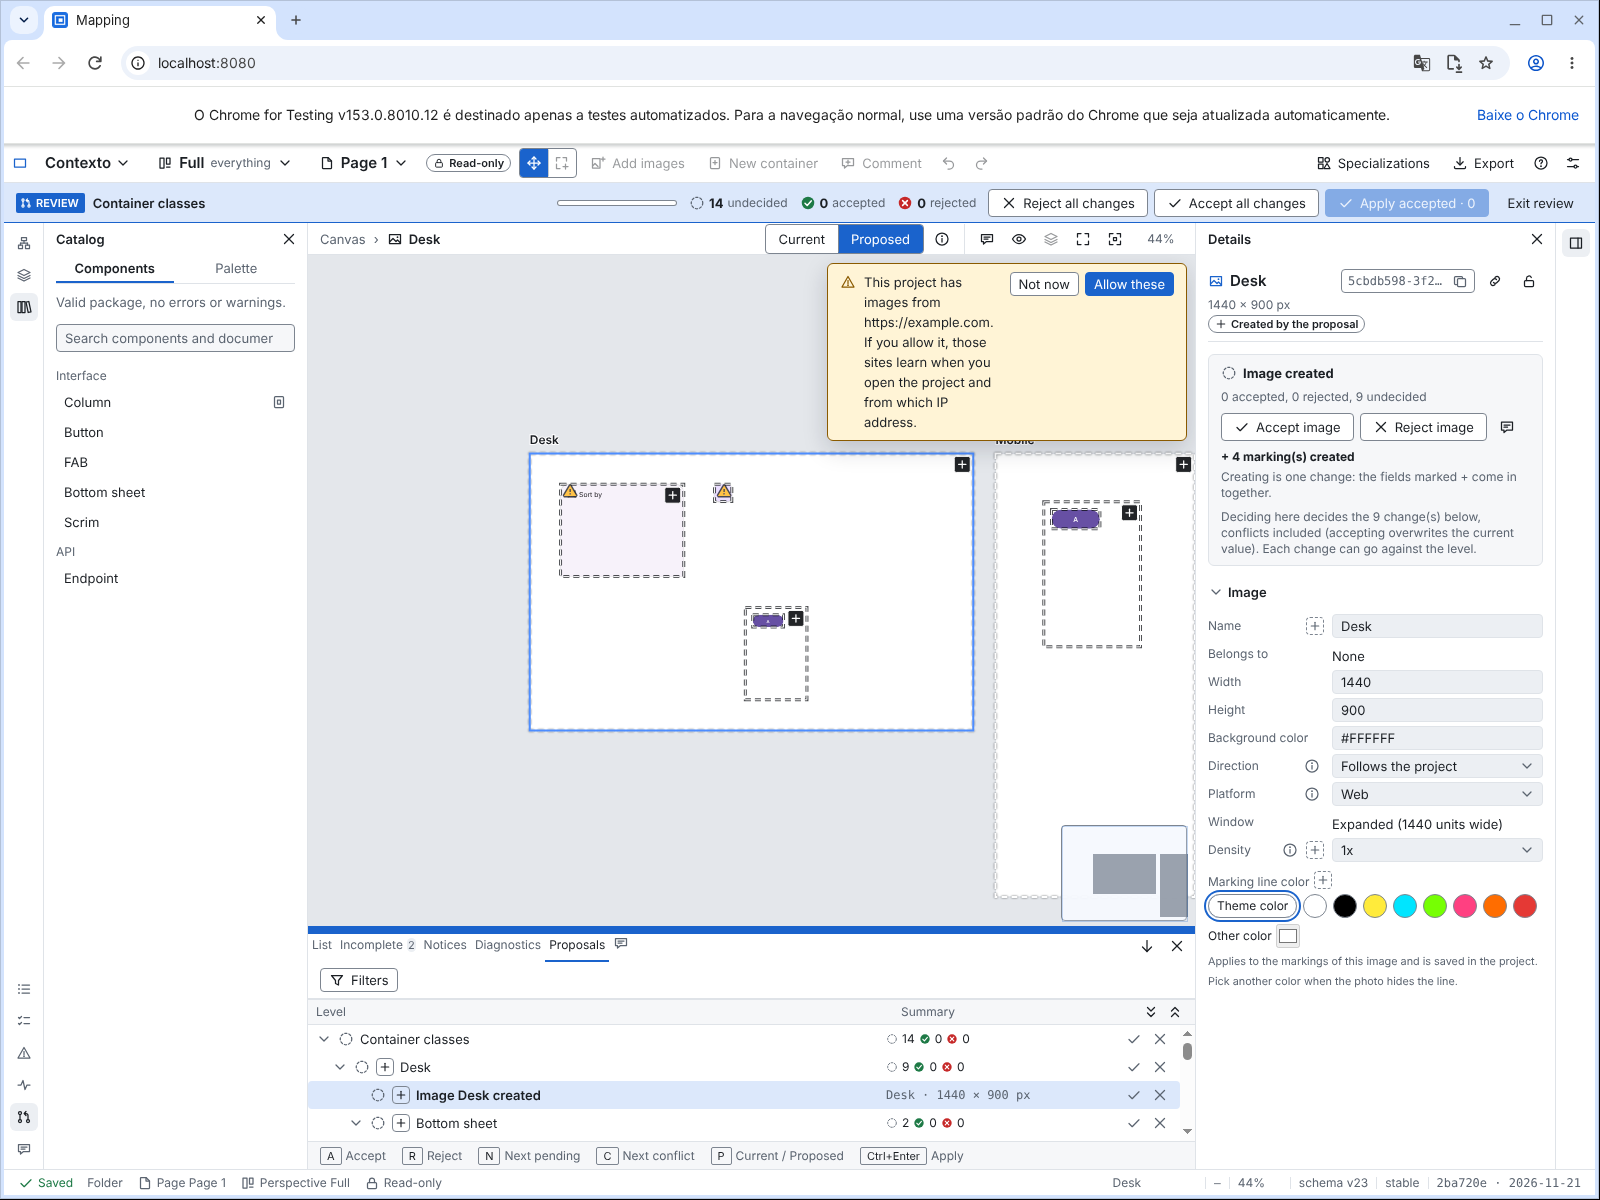 Mapping
localhost:8080
O Chrome for Testing v153.0.8010.12 é destinado apenas a testes automatizados. Para a navegação normal, use uma versão padrão do Chrome que seja atualizada automaticamente.
Baixe o Chrome
Contexto
Full everything
Page 1
Read-only
Add images
New container
Comment
Specializations
Export
REVIEW
Container classes
14 undecided
0 accepted
0 rejected
Reject all changes
Accept all changes
Apply accepted · 0
Exit review
Catalog
Components
Palette
Valid package, no errors or warnings.
Search components and documer
Interface
Column
Button
FAB
Bottom sheet
Scrim
API
Endpoint
Canvas › Desk
Current
Proposed
44%
This project has
images from
https://example.com.
If you allow it, those
sites learn when you
open the project and
from which IP
address.
Not now
Allow these
Desk
Mobile
Sort by
A
A
List
Incomplete 2
Notices
Diagnostics
Proposals
Filters
Level
Summary
Container classes
14 0 0
Desk
9 0 0
Image Desk created
Desk · 1440 × 900 px
Bottom sheet
2 0 0
A Accept
R Reject
N Next pending
C Next conflict
P Current / Proposed
Ctrl+Enter Apply
Details
Desk
5cbdb598-3f2…
1440 × 900 px
Created by the proposal
Image created
0 accepted, 0 rejected, 9 undecided
Accept image
Reject image
+ 4 marking(s) created
Creating is one change: the fields marked + come in
together.
Deciding here decides the 9 change(s) below,
conflicts included (accepting overwrites the current
value). Each change can go against the level.
Image
Name
Desk
Belongs to
None
Width
1440
Height
900
Background color
#FFFFFF
Direction
Follows the project
Platform
Web
Window
Expanded (1440 units wide)
Density
1x
Marking line color
Theme color
Other color
Applies to the markings of this image and is saved in the project.
Pick another color when the photo hides the line.
Saved
Folder
Page Page 1
Perspective Full
Read-only
Desk
–
44%
schema v23
stable
2ba720e · 2026-11-21